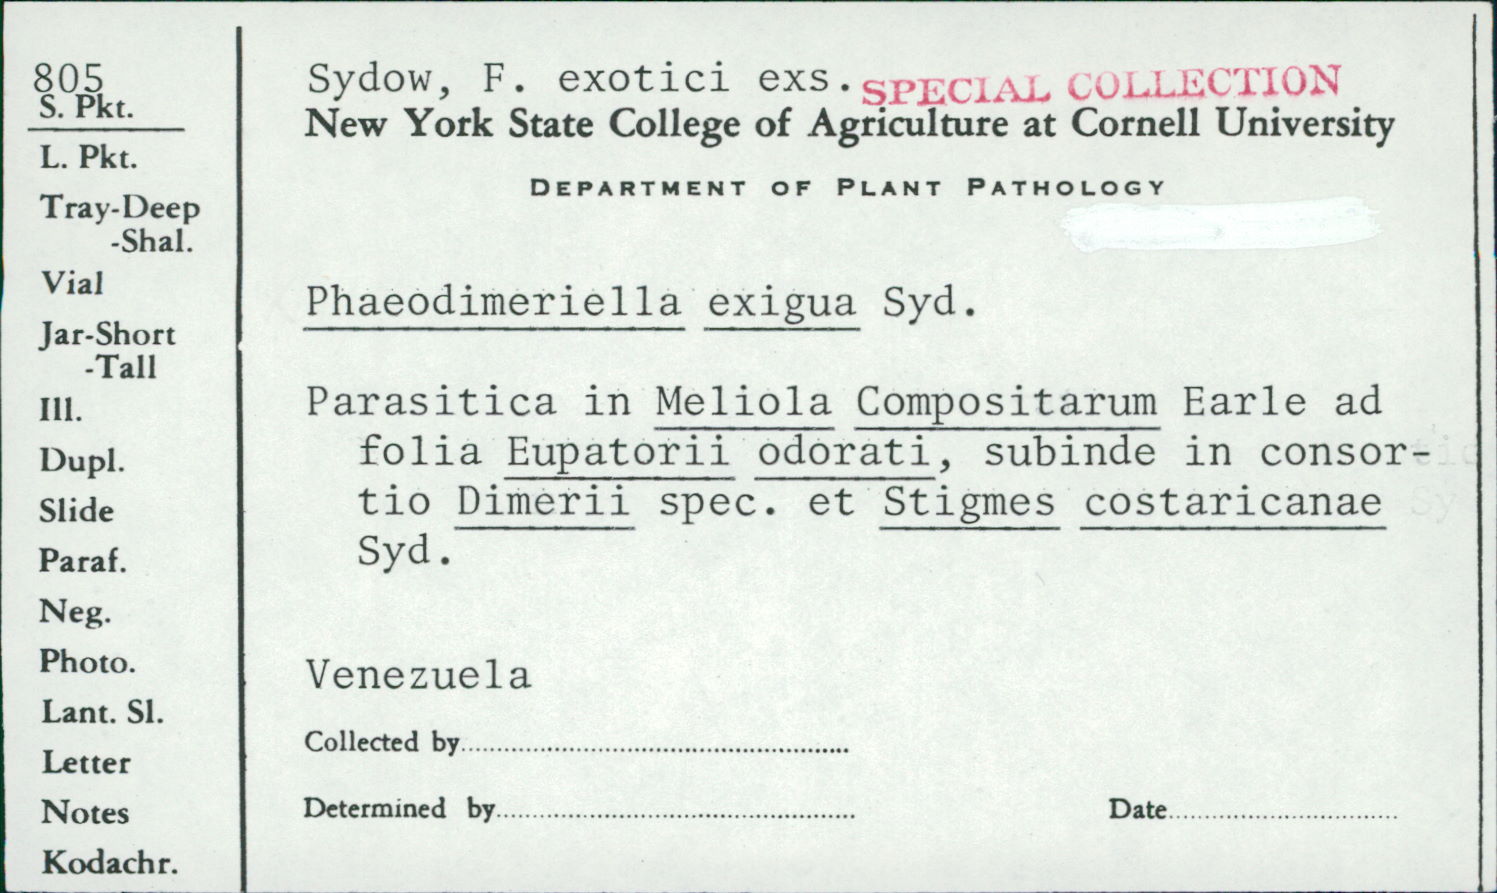 805
S. Pkt.
L. Pkt.
Tray-Deep
-Shal.
Vial
Jar-Short
-Tall
Ill.
Dupl.
Slide
Paraf.
Neg.
Photo.
Lant. Sl.
Letter
Notes
Kodachr.
Sydow, F. exotici exs. SPECIAL COLLECTION
New York State College of Agriculture at Cornell University
DEPARTMENT OF PLANT PATHOLOGY
Phaeodimeriella exigua Syd.
Parasitica in Meliola Compositarum Earle ad
folia Eupatorii odorati, subinde in consor-
tio Dimerii spec. et Stigmes costaricanae
Syd.
Venezuela
Collected by
Determined by
Date